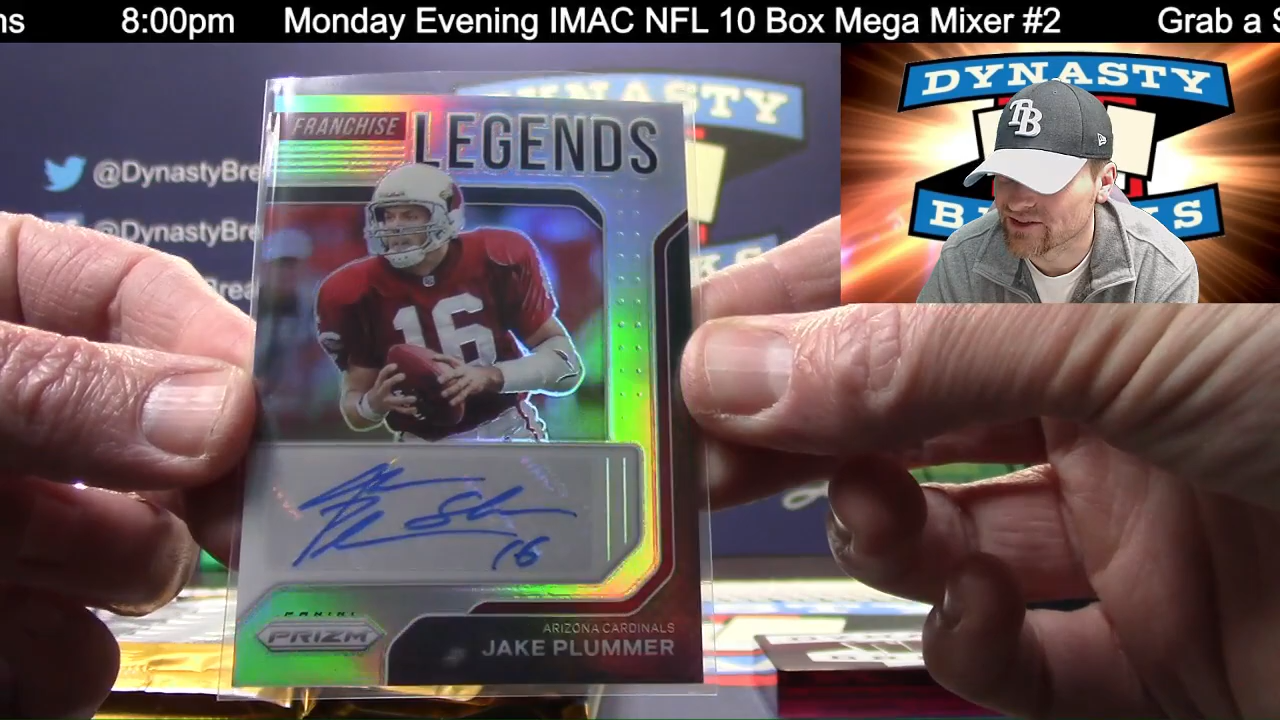 ns 8:00pm Monday Evening IMAC NFL 10 Box Mega Mixer #2 Grab a S
FRANCHISE LEGENDS
@DynastyBre
@DynastyBre
DYNASTY
TB
16
16
PANINI
PRIZM
ARIZONA CARDINALS
JAKE PLUMMER